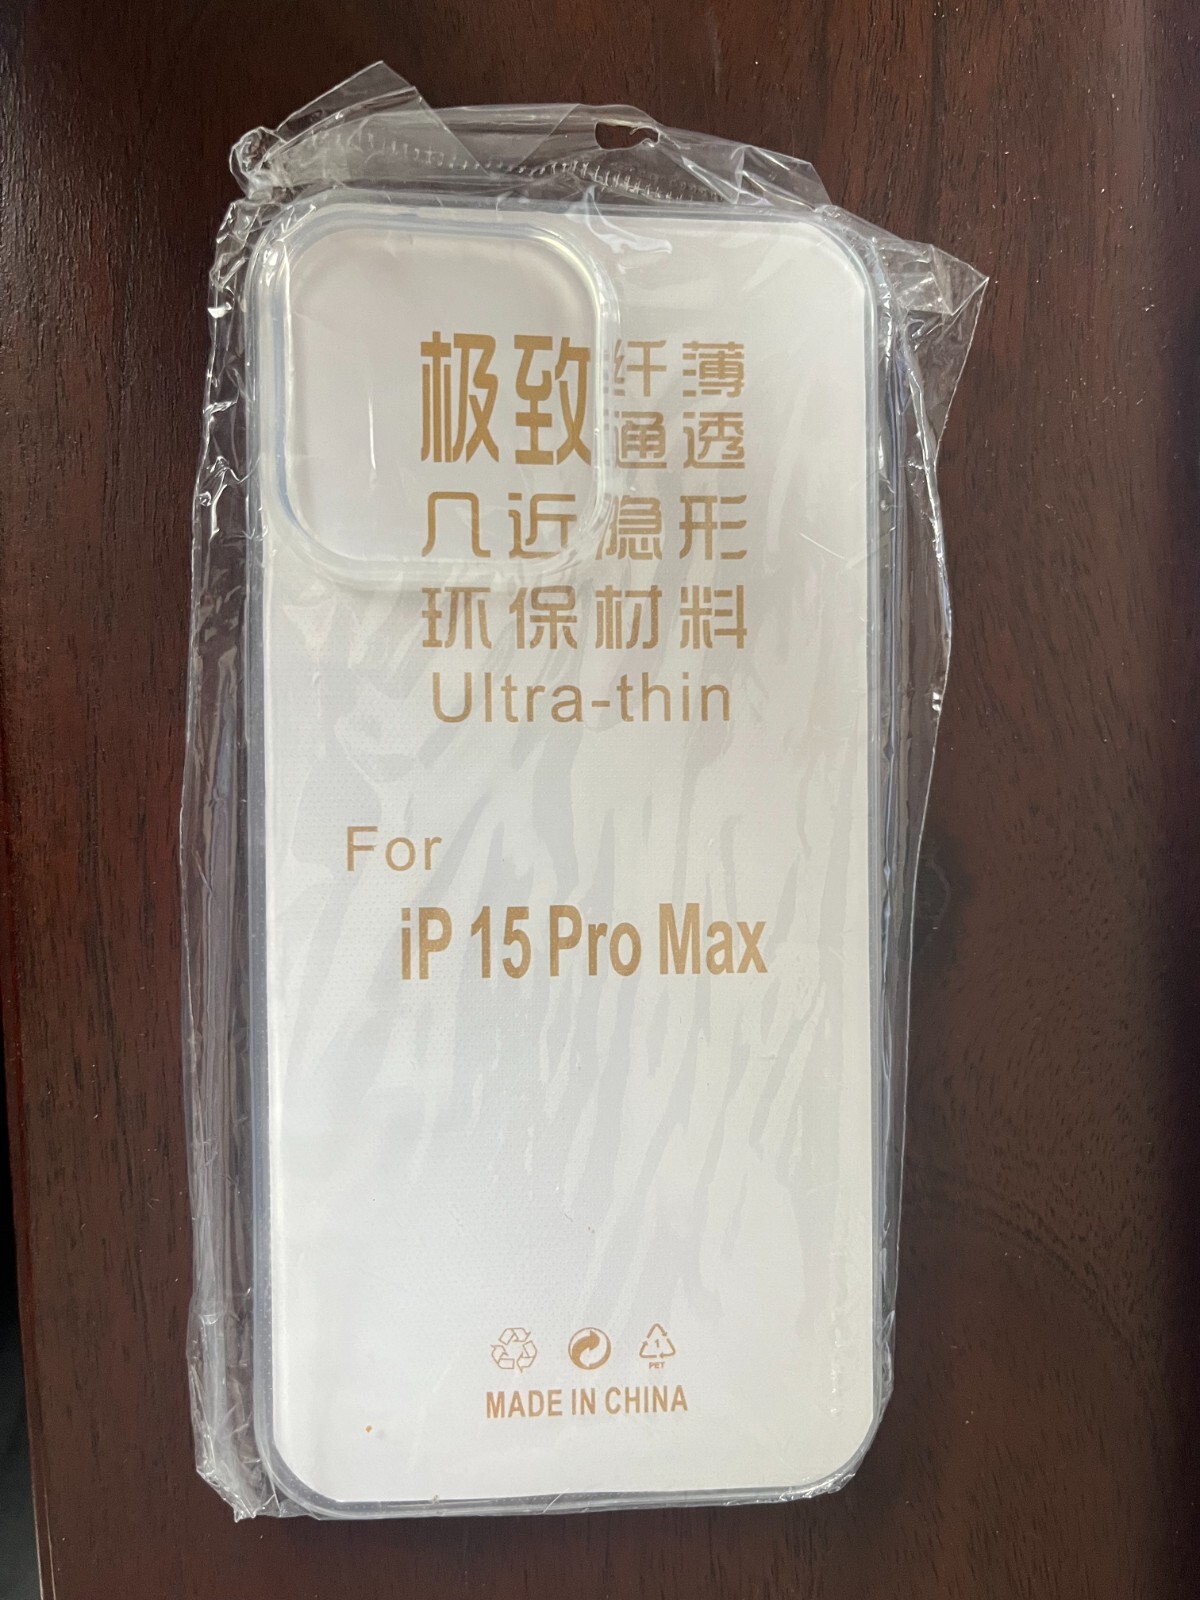 极致 纤薄
通透
几近隐形
环保材料
Ultra-thin
For
iP 15 Pro Max
1
PET
MADE IN CHINA